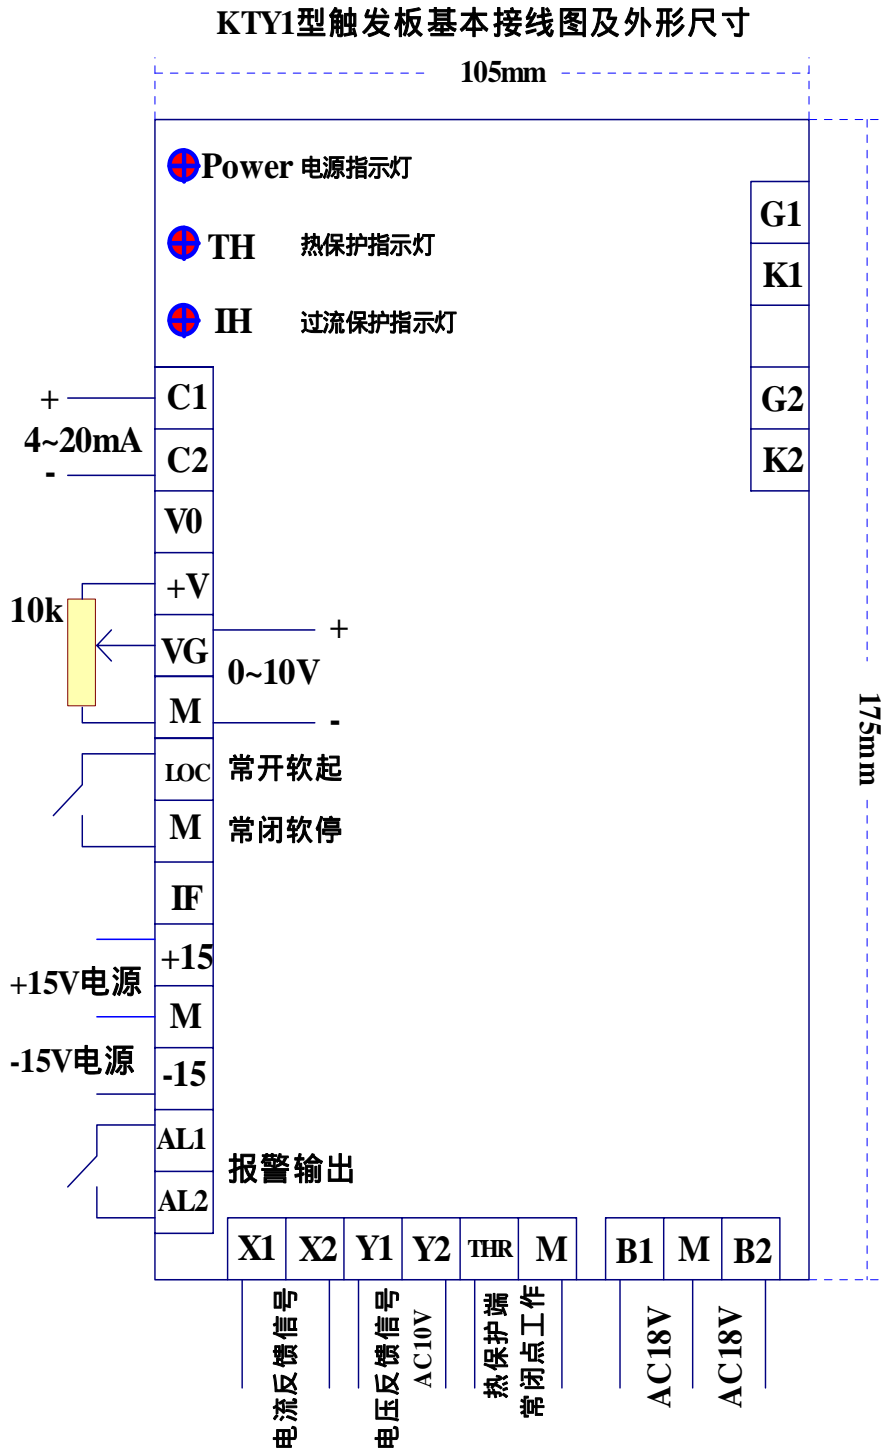 KTY1型触发板基本接线图及外形尺寸
105mm
Power 电源指示灯
TH 热保护指示灯
IH 过流保护指示灯
G1
K1
G2
K2
+
4~20mA
-
C1
C2
V0
+V
10k
VG
+
0~10V
M
-
LOC 常开软起
M 常闭软停
IF
+15
+15V电源
M
-15V电源
-15
AL1
报警输出
AL2
175mm
X1
X2
Y1
Y2
THR
M
B1
M
B2
电流反馈信号
电压反馈信号
AC10V
热保护端
常闭点工作
AC18V
AC18V